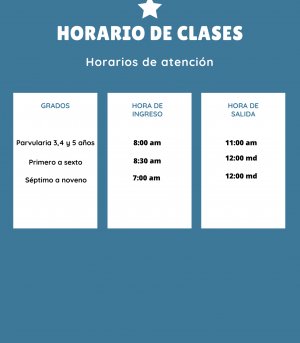 HORARIO DE CLASES
Horarios de atención
GRADOS
Parvularia 3,4 y 5 años
Primero a sexto
Séptimo a noveno
HORA DE
INGRESO
8:00 am
8:30 am
7:00 am
HORA DE
SALIDA
11:00 am
12:00 md
12:00 md